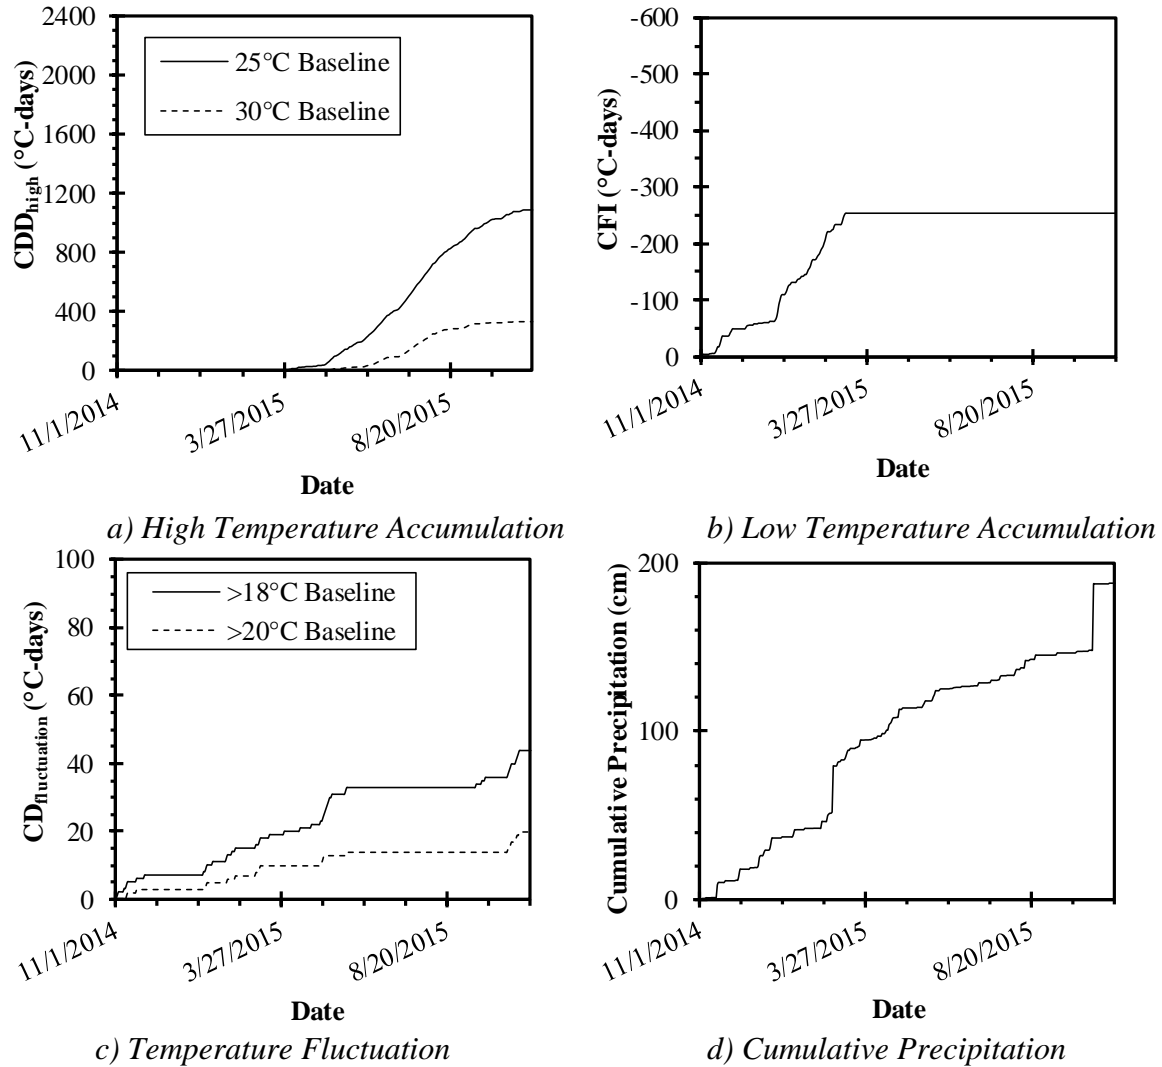 2400
2000
1600
1200
800
400
0
CDDhigh (°C-days)
25°C Baseline
30°C Baseline
11/1/2014
3/27/2015
8/20/2015
Date
a) High Temperature Accumulation
-600
-500
-400
-300
-200
-100
0
CFI (°C-days)
11/1/2014
3/27/2015
8/20/2015
Date
b) Low Temperature Accumulation
100
80
60
40
20
0
CDfluctuation (°C-days)
>18°C Baseline
>20°C Baseline
11/1/2014
3/27/2015
8/20/2015
Date
c) Temperature Fluctuation
200
100
0
Cumulative Precipitation (cm)
11/1/2014
3/27/2015
8/20/2015
Date
d) Cumulative Precipitation